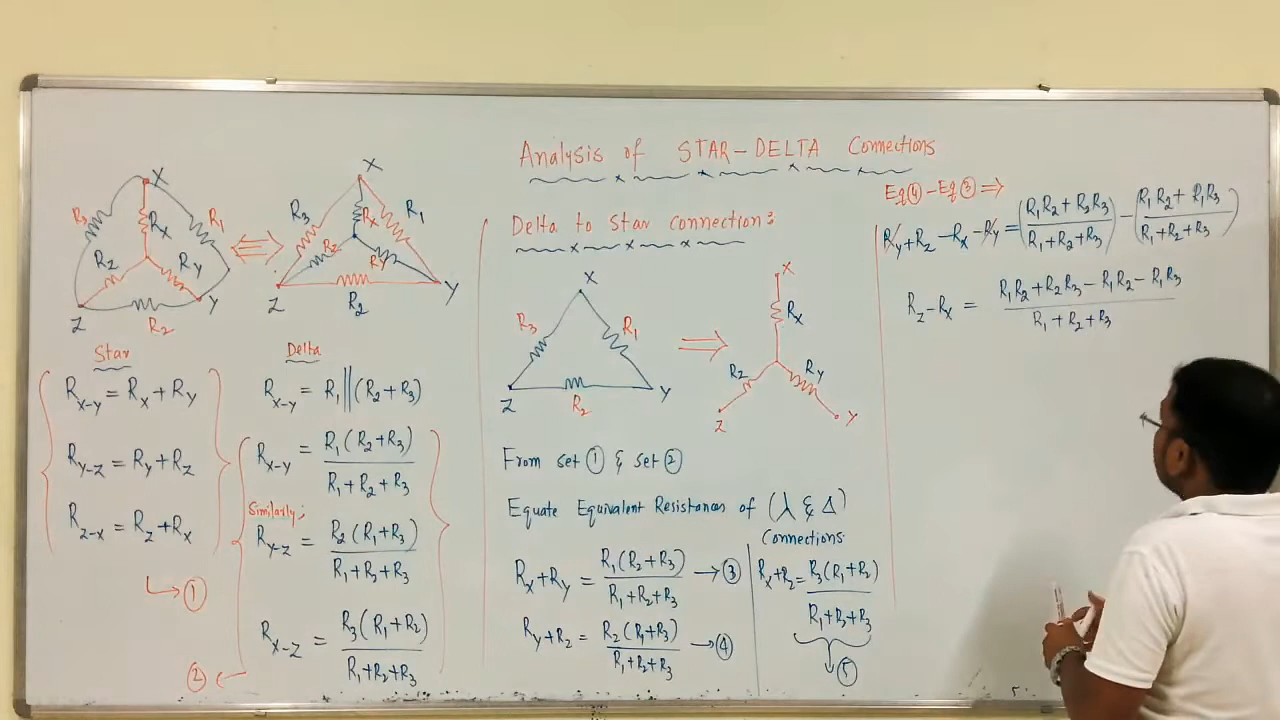 Analysis of STAR-DELTA Connections
X
R3
R1
Rx
Rz
Ry
Z
Y
R2
X
R3
Rx
R1
Rz
Ry
Z
Y
R2
Star
Rx-y = Rx + Ry
Ry-z = Ry + Rz
Rz-x = Rz + Rx
①
Delta
Rx-y = R1 || (R2+R3)
Rx-y = R1(R2+R3) / R1+R2+R3
Similarly;
Ry-z = R2(R1+R3) / R1+R2+R3
Rx-z = R3(R1+R2) / R1+R2+R3
②
Delta to Star connection:
X
R3
R1
Z
Y
R2
X
Rx
Rz
Ry
Z
Y
From set ① & set ②
Equate Equivalent Resistances of (λ & Δ)
Connections
Rx+Ry = R1(R2+R3) / R1+R2+R3 → ③
Ry+Rz = R2(R1+R3) / R1+R2+R3 → ④
Rx+Rz = R3(R1+R2) / R1+R2+R3
⑤
Eq④ - Eq③ ⇒
Ry+Rz -Rx -Ry = (R1R2 + R2R3 / R1+R2+R3) - (R1R2 + R1R3 / R1+R2+R3)
Rz-Rx = R1R2+R2R3-R1R2-R1R3 / R1+R2+R3